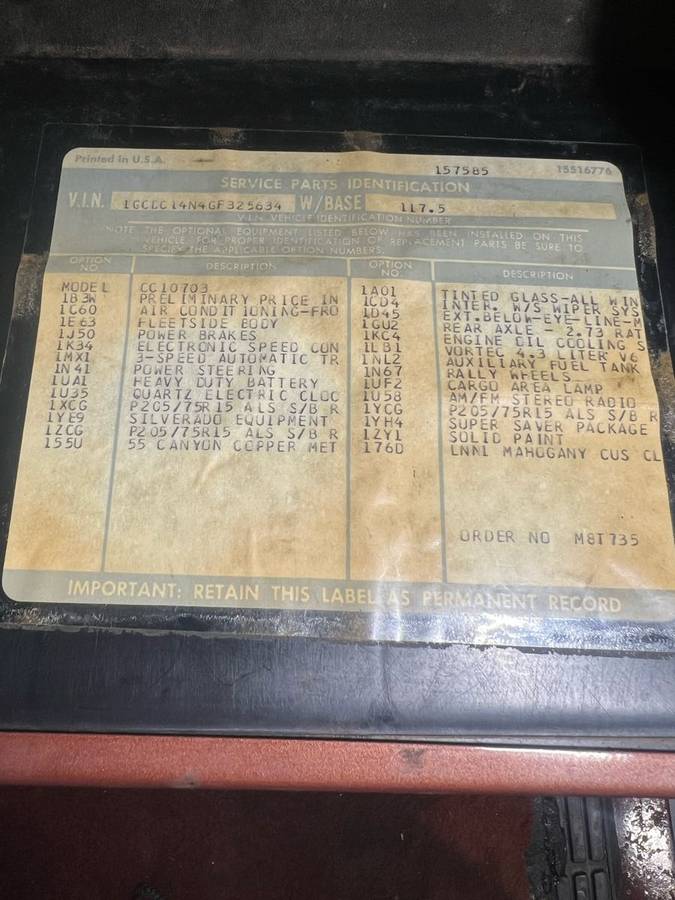 Printed in U.S.A. 157585 15516776
SERVICE PARTS IDENTIFICATION
V.I.N. 1GCDC14N4GF325634 W/BASE 117.5
V.I.N. VEHICLE IDENTIFICATION NUMBER
NOTE: THE OPTIONAL EQUIPMENT LISTED BELOW HAS BEEN INSTALLED ON THIS
VEHICLE. FOR PROPER IDENTIFICATION OF REPLACEMENT PARTS BE SURE TO
SPECIFY THE APPLICABLE OPTION NUMBERS.
OPTION NO. DESCRIPTION OPTION NO. DESCRIPTION
MODEL CC10703 1A01 TINTED GLASS-ALL WIN
1B3W PRELIMINARY PRICE IN 1CD4 INTER. W/S WIPER SYS
1C60 AIR CONDITIONING-FRO 1D45 EXT.BELOW-EYE-LINE-M
1E63 FLEETSIDE BODY 1GU2 REAR AXLE - 2.73 RAT
1J50 POWER BRAKES 1KC4 ENGINE OIL COOLING S
1K34 ELECTRONIC SPEED CON 1LB1 VORTEC 4.3 LITER V6
1MX1 3-SPEED AUTOMATIC TR 1NL2 AUXILIARY FUEL TANK
1N41 POWER STEERING 1N67 RALLY WHEELS
1UA1 HEAVY DUTY BATTERY 1UF2 CARGO AREA LAMP
1U35 QUARTZ ELECTRIC CLOC 1U58 AM/FM STEREO RADIO
1XCG P205/75R15 ALS S/B R 1YCG P205/75R15 ALS S/B R
1YE9 SILVERADO EQUIPMENT 1YH4 SUPER SAVER PACKAGE
1ZCG P205/75R15 ALS S/B R 1ZY1 SOLID PAINT
155U 55 CANYON COPPER MET 176D LNN1 MAHOGANY CUS CL
ORDER NO M8T735
IMPORTANT: RETAIN THIS LABEL AS PERMANENT RECORD